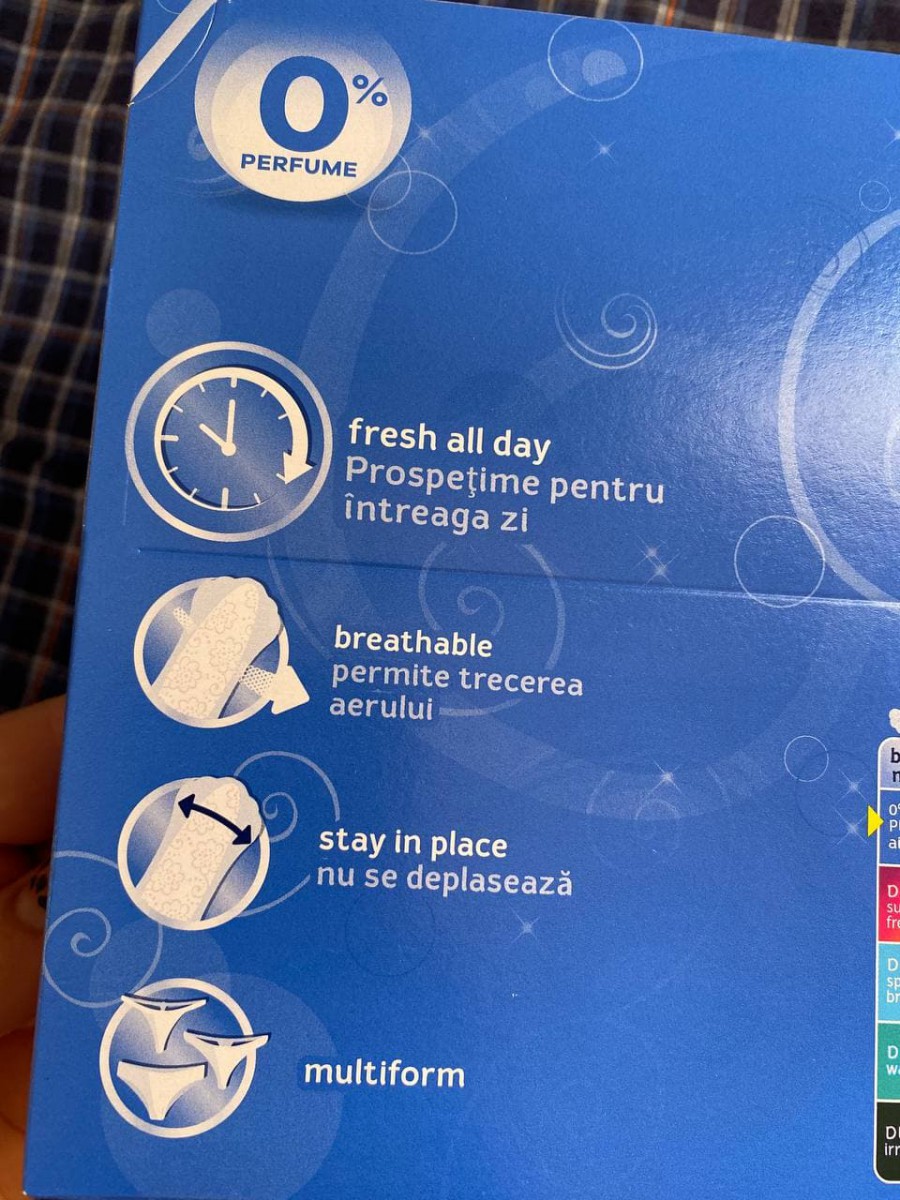 0%
PERFUME
fresh all day
Prospeţime pentru
întreaga zi
breathable
permite trecerea
aerului
stay in place
nu se deplasează
multiform